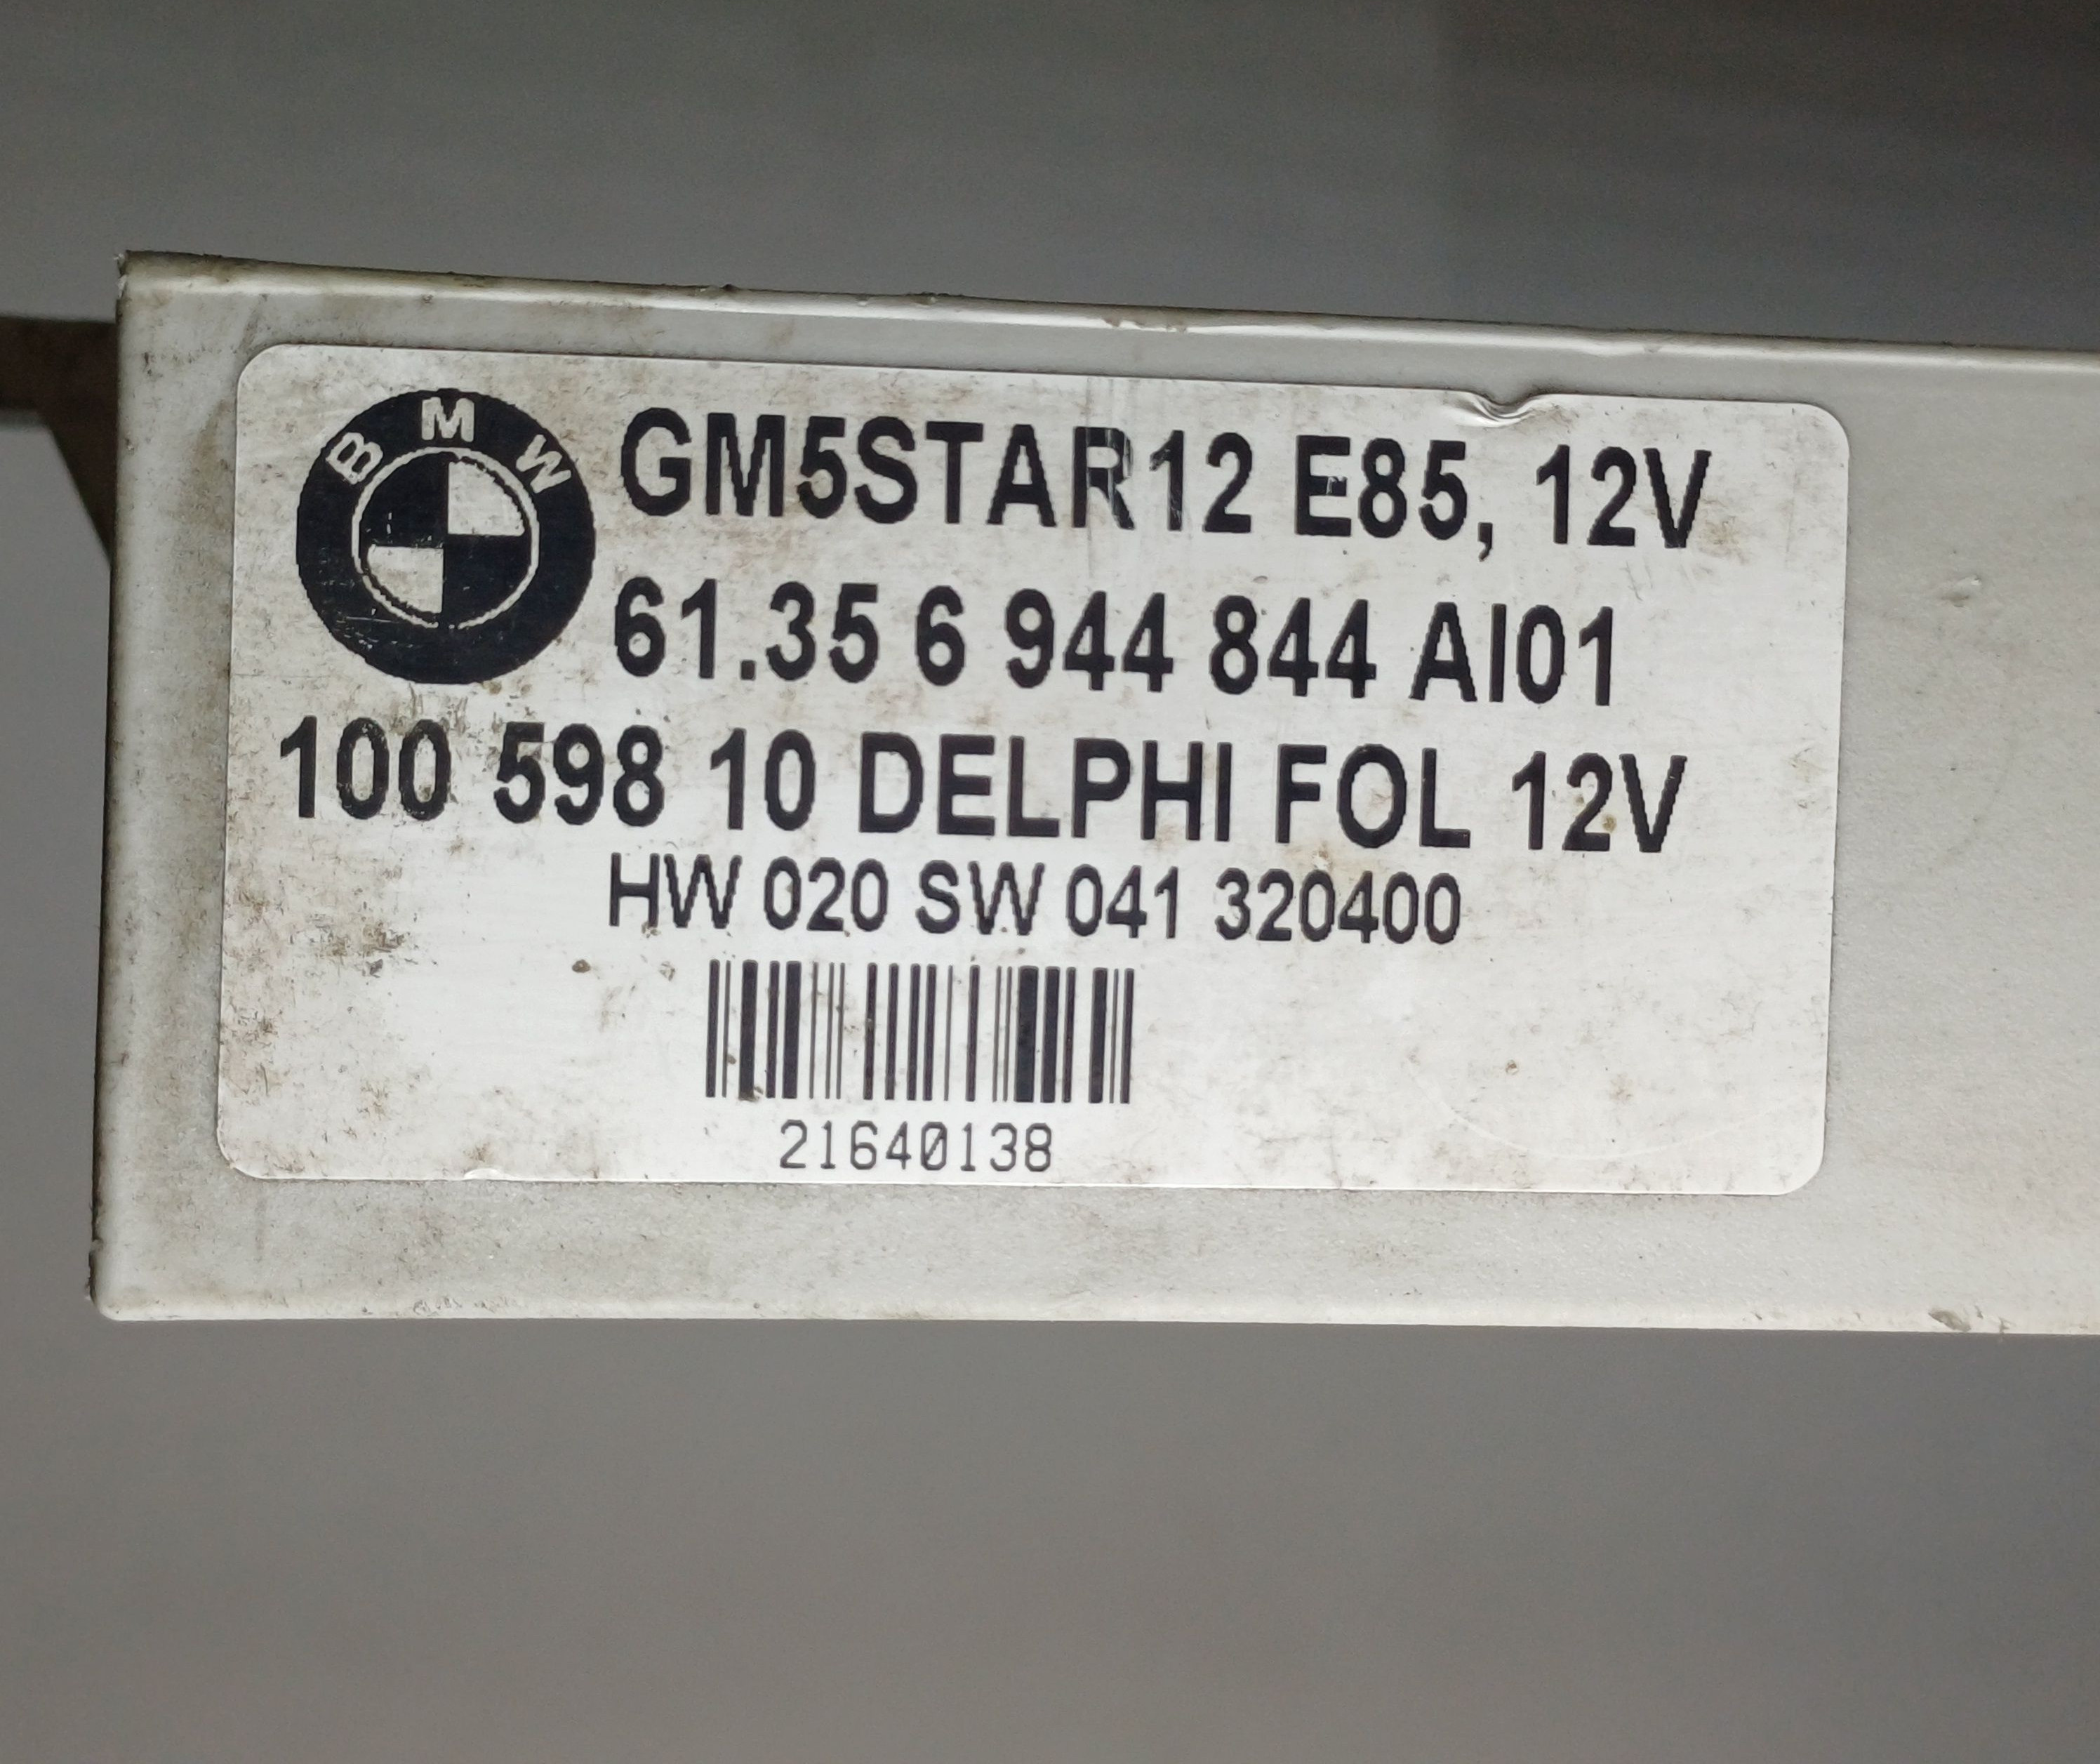 BMW
GM5STAR12 E85, 12V
61.35 6 944 844 AI01
100 598 10 DELPHI FOL 12V
HW 020 SW 041 320400
21640138